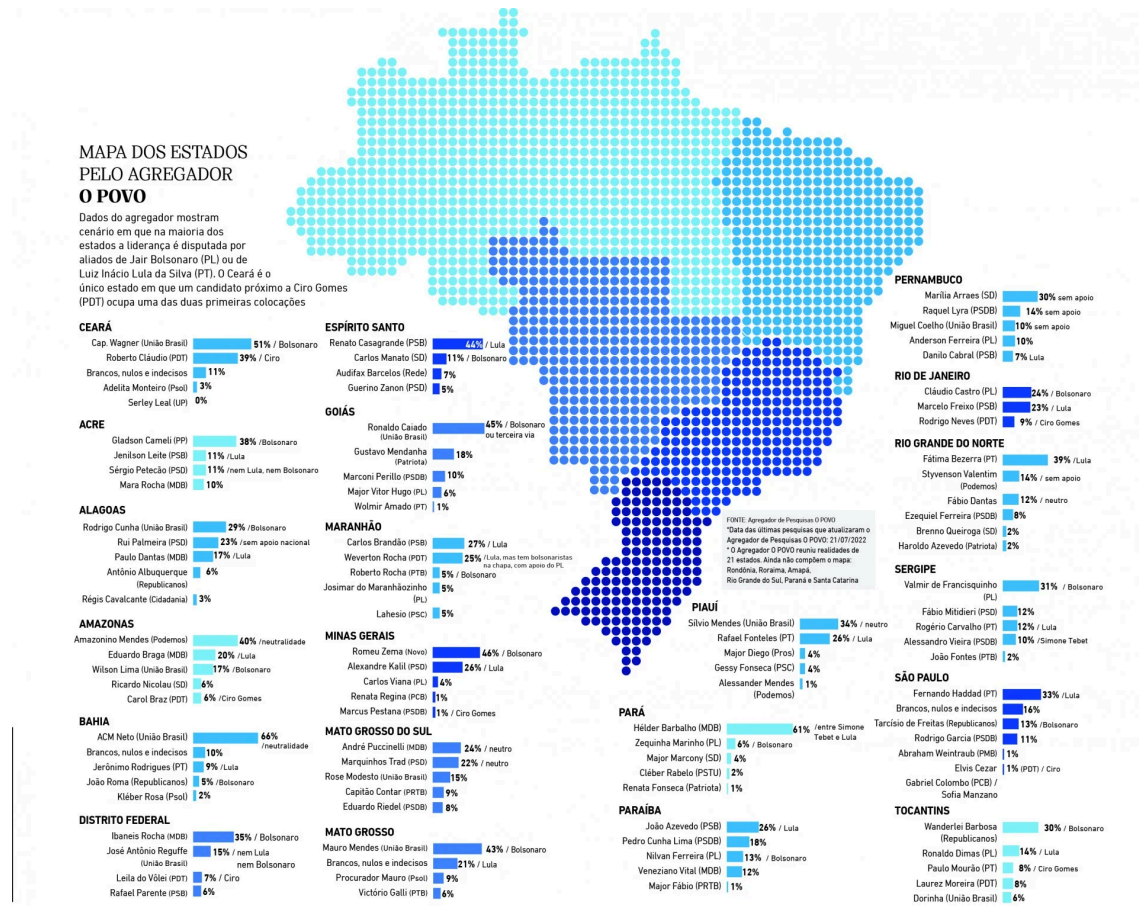 MAPA DOS ESTADOS
PELO AGREGADOR
O POVO
Dados do agregador mostram
cenário em que na maioria dos
estados a liderança é disputada por
aliados de Jair Bolsonaro (PL) ou de
Luiz Inácio Lula da Silva (PT). O Ceará é o
único estado em que um candidato próximo a Ciro Gomes
(PDT) ocupa uma das duas primeiras colocações
CEARÁ
Cap. Wagner (União Brasil) 51% / Bolsonaro
Roberto Cláudio (PDT) 39% / Ciro
Brancos, nulos e indecisos 11%
Adelita Monteiro (Psol) 3%
Serley Leal (UP) 0%
ACRE
Gladson Cameli (PP) 38% /Bolsonaro
Jenilson Leite (PSB) 11% /Lula
Sérgio Petecão (PSD) 11% /nem Lula, nem Bolsonaro
Mara Rocha (MDB) 10%
ALAGOAS
Rodrigo Cunha (União Brasil) 29% /Bolsonaro
Rui Palmeira (PSD) 23% /sem apoio nacional
Paulo Dantas (MDB) 17% /Lula
Antônio Albuquerque 6%
(Republicanos)
Régis Cavalcante (Cidadania) 3%
AMAZONAS
Amazonino Mendes (Podemos) 40% /neutralidade
Eduardo Braga (MDB) 20% /Lula
Wilson Lima (União Brasil) 17% /Bolsonaro
Ricardo Nicolau (SD) 6%
Carol Braz (PDT) 6% /Ciro Gomes
BAHIA
ACM Neto (União Brasil) 66%
/neutralidade
Brancos, nulos e indecisos 10%
Jerônimo Rodrigues (PT) 9% /Lula
João Roma (Republicanos) 5% /Bolsonaro
Kléber Rosa (Psol) 2%
DISTRITO FEDERAL
Ibaneis Rocha (MDB) 35% / Bolsonaro
José Antônio Reguffe 15% / nem Lula
(União Brasil) nem Bolsonaro
Leila do Vôlei (PDT) 7% / Ciro
Rafael Parente (PSB) 6%
ESPÍRITO SANTO
Renato Casagrande (PSB) 44% / Lula
Carlos Manato (SD) 11% / Bolsonaro
Audifax Barcelos (Rede) 7%
Guerino Zanon (PSD) 5%
GOIÁS
Ronaldo Caiado 45% / Bolsonaro
(União Brasil) ou terceira via
Gustavo Mendanha 18%
(Patriota)
Marconi Perillo (PSDB) 10%
Major Vitor Hugo (PL) 6%
Wolmir Amado (PT) 1%
MARANHÃO
Carlos Brandão (PSB) 27% / Lula
Weverton Rocha (PDT) 25% /Lula, mas tem bolsonaristas
na chapa, com apoio do PL
Roberto Rocha (PTB) 5% / Bolsonaro
Josimar do Maranhãozinho 5%
(PL)
Lahesio (PSC) 5%
MINAS GERAIS
Romeu Zema (Novo) 46% / Bolsonaro
Alexandre Kalil (PSD) 26% / Lula
Carlos Viana (PL) 4%
Renata Regina (PCB) 1%
Marcus Pestana (PSDB) 1% / Ciro Gomes
MATO GROSSO DO SUL
André Puccinelli (MDB) 24% / neutro
Marquinhos Trad (PSD) 22% / neutro
Rose Modesto (União Brasil) 15%
Capitão Contar (PRTB) 9%
Eduardo Riedel (PSDB) 8%
MATO GROSSO
Mauro Mendes (União Brasil) 43% / Bolsonaro
Brancos, nulos e indecisos 21% / Lula
Procurador Mauro (Psol) 9%
Victório Galli (PTB) 6%
FONTE: Agregador de Pesquisas O POVO
*Data das últimas pesquisas que atualizaram o
Agregador de Pesquisas O POVO: 21/07/2022
* O Agregador O POVO reuniu realidades de
21 estados. Ainda não compõem o mapa:
Rondônia, Roraima, Amapá,
Rio Grande do Sul, Paraná e Santa Catarina
PIAUÍ
Sílvio Mendes (União Brasil) 34% / neutro
Rafael Fonteles (PT) 26% / Lula
Major Diego (Pros) 4%
Gessy Fonseca (PSC) 4%
Alessander Mendes 1%
(Podemos)
PARÁ
Hélder Barbalho (MDB) 61% /entre Simone
Tebet e Lula
Zequinha Marinho (PL) 6% / Bolsonaro
Major Marcony (SD) 4%
Cléber Rabelo (PSTU) 2%
Renata Fonseca (Patriota) 1%
PARAÍBA
João Azevedo (PSB) 26% / Lula
Pedro Cunha Lima (PSDB) 18%
Nilvan Ferreira (PL) 13% / Bolsonaro
Veneziano Vital (MDB) 12%
Major Fábio (PRTB) 1%
PERNAMBUCO
Marília Arraes (SD) 30% sem apoio
Raquel Lyra (PSDB) 14% sem apoio
Miguel Coelho (União Brasil) 10% sem apoio
Anderson Ferreira (PL) 10%
Danilo Cabral (PSB) 7% Lula
RIO DE JANEIRO
Cláudio Castro (PL) 24% / Bolsonaro
Marcelo Freixo (PSB) 23% / Lula
Rodrigo Neves (PDT) 9% / Ciro Gomes
RIO GRANDE DO NORTE
Fátima Bezerra (PT) 39% /Lula
Styvenson Valentim 14% / sem apoio
(Podemos)
Fábio Dantas 12% / neutro
Ezequiel Ferreira (PSDB) 8%
Brenno Queiroga (SD) 2%
Haroldo Azevedo (Patriota) 2%
SERGIPE
Valmir de Francisquinho 31% / Bolsonaro
(PL)
Fábio Mitidieri (PSD) 12%
Rogério Carvalho (PT) 12% / Lula
Alessandro Vieira (PSDB) 10% /Simone Tebet
João Fontes (PTB) 2%
SÃO PAULO
Fernando Haddad (PT) 33% /Lula
Brancos, nulos e indecisos 16%
Tarcísio de Freitas (Republicanos) 13% /Bolsonaro
Rodrigo Garcia (PSDB) 11%
Abraham Weintraub (PMB) 1%
Elvis Cezar 1% (PDT) / Ciro
Gabriel Colombo (PCB) /
Sofia Manzano
TOCANTINS
Wanderlei Barbosa 30% / Bolsonaro
(Republicanos)
Ronaldo Dimas (PL) 14% / Lula
Paulo Mourão (PT) 8% / Ciro Gomes
Laurez Moreira (PDT) 8%
Dorinha (União Brasil) 6%